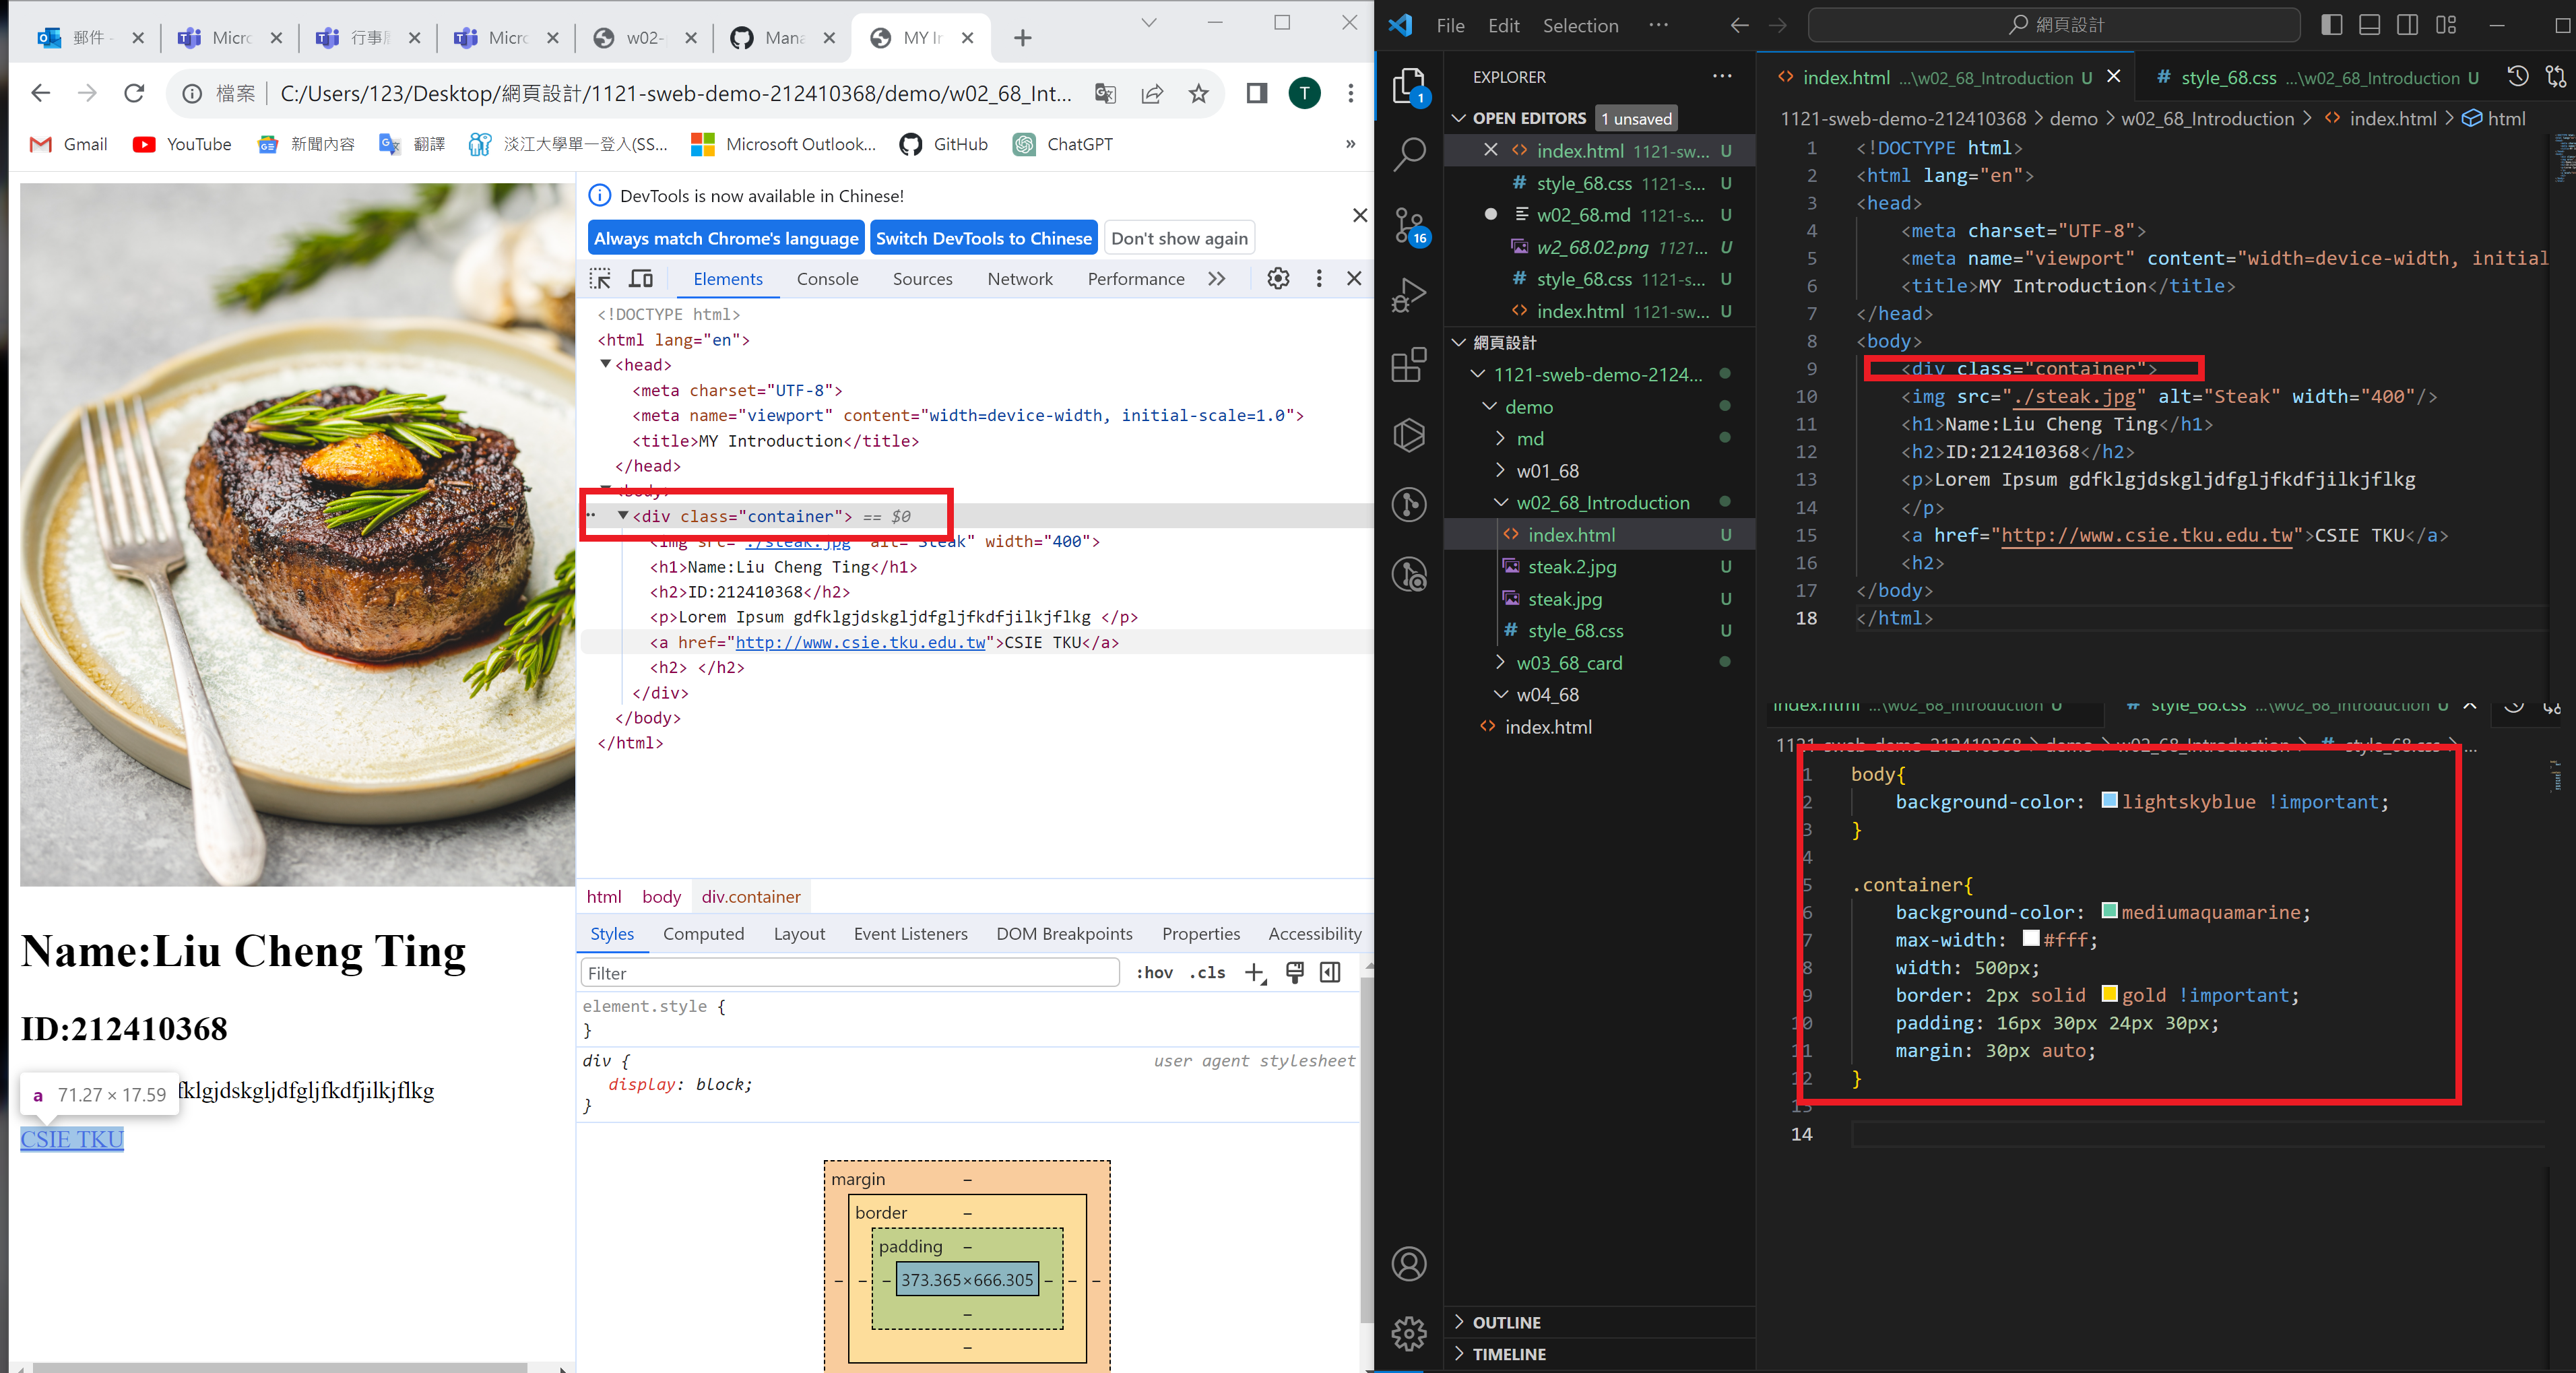 郵件 -
Micro
行事曆
Micro
w02-
Mana
MY In
檔案
C:/Users/123/Desktop/網頁設計/1121-sweb-demo-212410368/demo/w02_68_Int...
T
Gmail
YouTube
新聞內容
翻譯
淡江大學單一登入(SS...
Microsoft Outlook...
GitHub
ChatGPT
»
Name:Liu Cheng Ting
ID:212410368
a 71.27 × 17.59
fklgjdskgljdfgljfkdfjilkjflkg
CSIE TKU
DevTools is now available in Chinese!
Always match Chrome's language
Switch DevTools to Chinese
Don't show again
Elements
Console
Sources
Network
Performance
<!DOCTYPE html>
<html lang="en">
<head>
<meta charset="UTF-8">
<meta name="viewport" content="width=device-width, initial-scale=1.0">
<title>MY Introduction</title>
</head>
<body>
<div class="container"> == $0
<img src="./steak.jpg" alt="Steak" width="400">
<h1>Name:Liu Cheng Ting</h1>
<h2>ID:212410368</h2>
<p>Lorem Ipsum gdfklgjdskgljdfgljfkdfjilkjflkg </p>
<a href="http://www.csie.tku.edu.tw">CSIE TKU</a>
<h2> </h2>
</div>
</body>
</html>
html body div.container
Styles
Computed
Layout
Event Listeners
DOM Breakpoints
Properties
Accessibility
Filter
:hov .cls
element.style {
}
div { user agent stylesheet
display: block;
}
margin –
border –
padding –
– – – 373.365×666.305 – – –
–
–
File Edit Selection ···
網頁設計
1
16
EXPLORER ···
OPEN EDITORS 1 unsaved
index.html 1121-sw... U
style_68.css 1121-s... U
w02_68.md 1121-s... U
w2_68.02.png 1121... U
style_68.css 1121-s... U
index.html 1121-sw... U
網頁設計
1121-sweb-demo-2124...
demo
md
w01_68
w02_68_Introduction
index.html U
steak.2.jpg U
steak.jpg U
style_68.css U
w03_68_card
w04_68
index.html
OUTLINE
TIMELINE
index.html ...\w02_68_Introduction U
style_68.css ...\w02_68_Introduction U
1121-sweb-demo-212410368 > demo > w02_68_Introduction > index.html > html
1 <!DOCTYPE html>
2 <html lang="en">
3 <head>
4 <meta charset="UTF-8">
5 <meta name="viewport" content="width=device-width, initial
6 <title>MY Introduction</title>
7 </head>
8 <body>
9 <div class="container">
10 <img src="./steak.jpg" alt="Steak" width="400"/>
11 <h1>Name:Liu Cheng Ting</h1>
12 <h2>ID:212410368</h2>
13 <p>Lorem Ipsum gdfklgjdskgljdfgljfkdfjilkjflkg
14 </p>
15 <a href="http://www.csie.tku.edu.tw">CSIE TKU</a>
16 <h2>
17 </body>
18 </html>
index.html ...\w02_68_Introduction U
style_68.css ...\w02_68_Introduction U
1121-sweb-demo-212410368 > demo > w02_68_Introduction > style_68.css > ...
1 body{
2 background-color: lightskyblue !important;
3 }
4
5 .container{
6 background-color: mediumaquamarine;
7 max-width: #fff;
8 width: 500px;
9 border: 2px solid gold !important;
10 padding: 16px 30px 24px 30px;
11 margin: 30px auto;
12 }
13
14